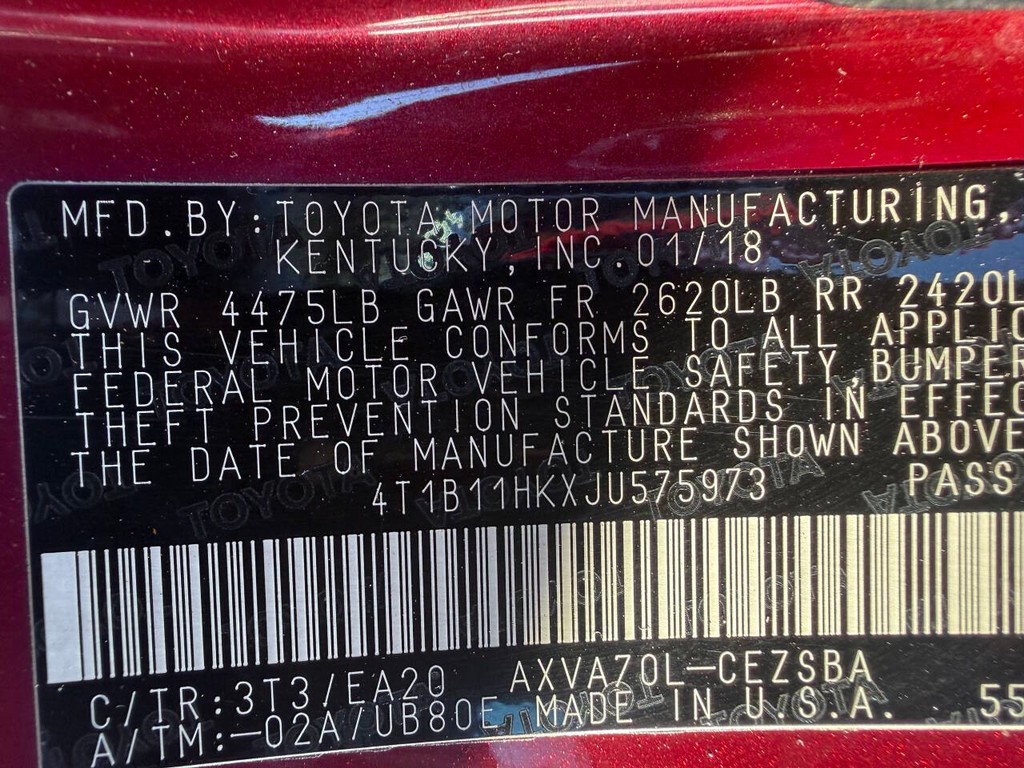 MFD.BY:TOYOTA MOTOR MANUFACTURING,
KENTUCKY,INC.01/18
GVWR 4475LB GAWR FR 2620LB RR 2420L
THIS VEHICLE CONFORMS TO ALL APPLIC
FEDERAL MOTOR VEHICLE SAFETY,BUMPER
THEFT PREVENTION STANDARDS IN EFFEC
THE DATE OF MANUFACTURE SHOWN ABOVE
4T1B11HKXJU575973 PASS
C/TR:3T3/EA20 AXVA70L-CEZSBA
A/TM:-02A/UB80E MADE IN U.S.A. 55